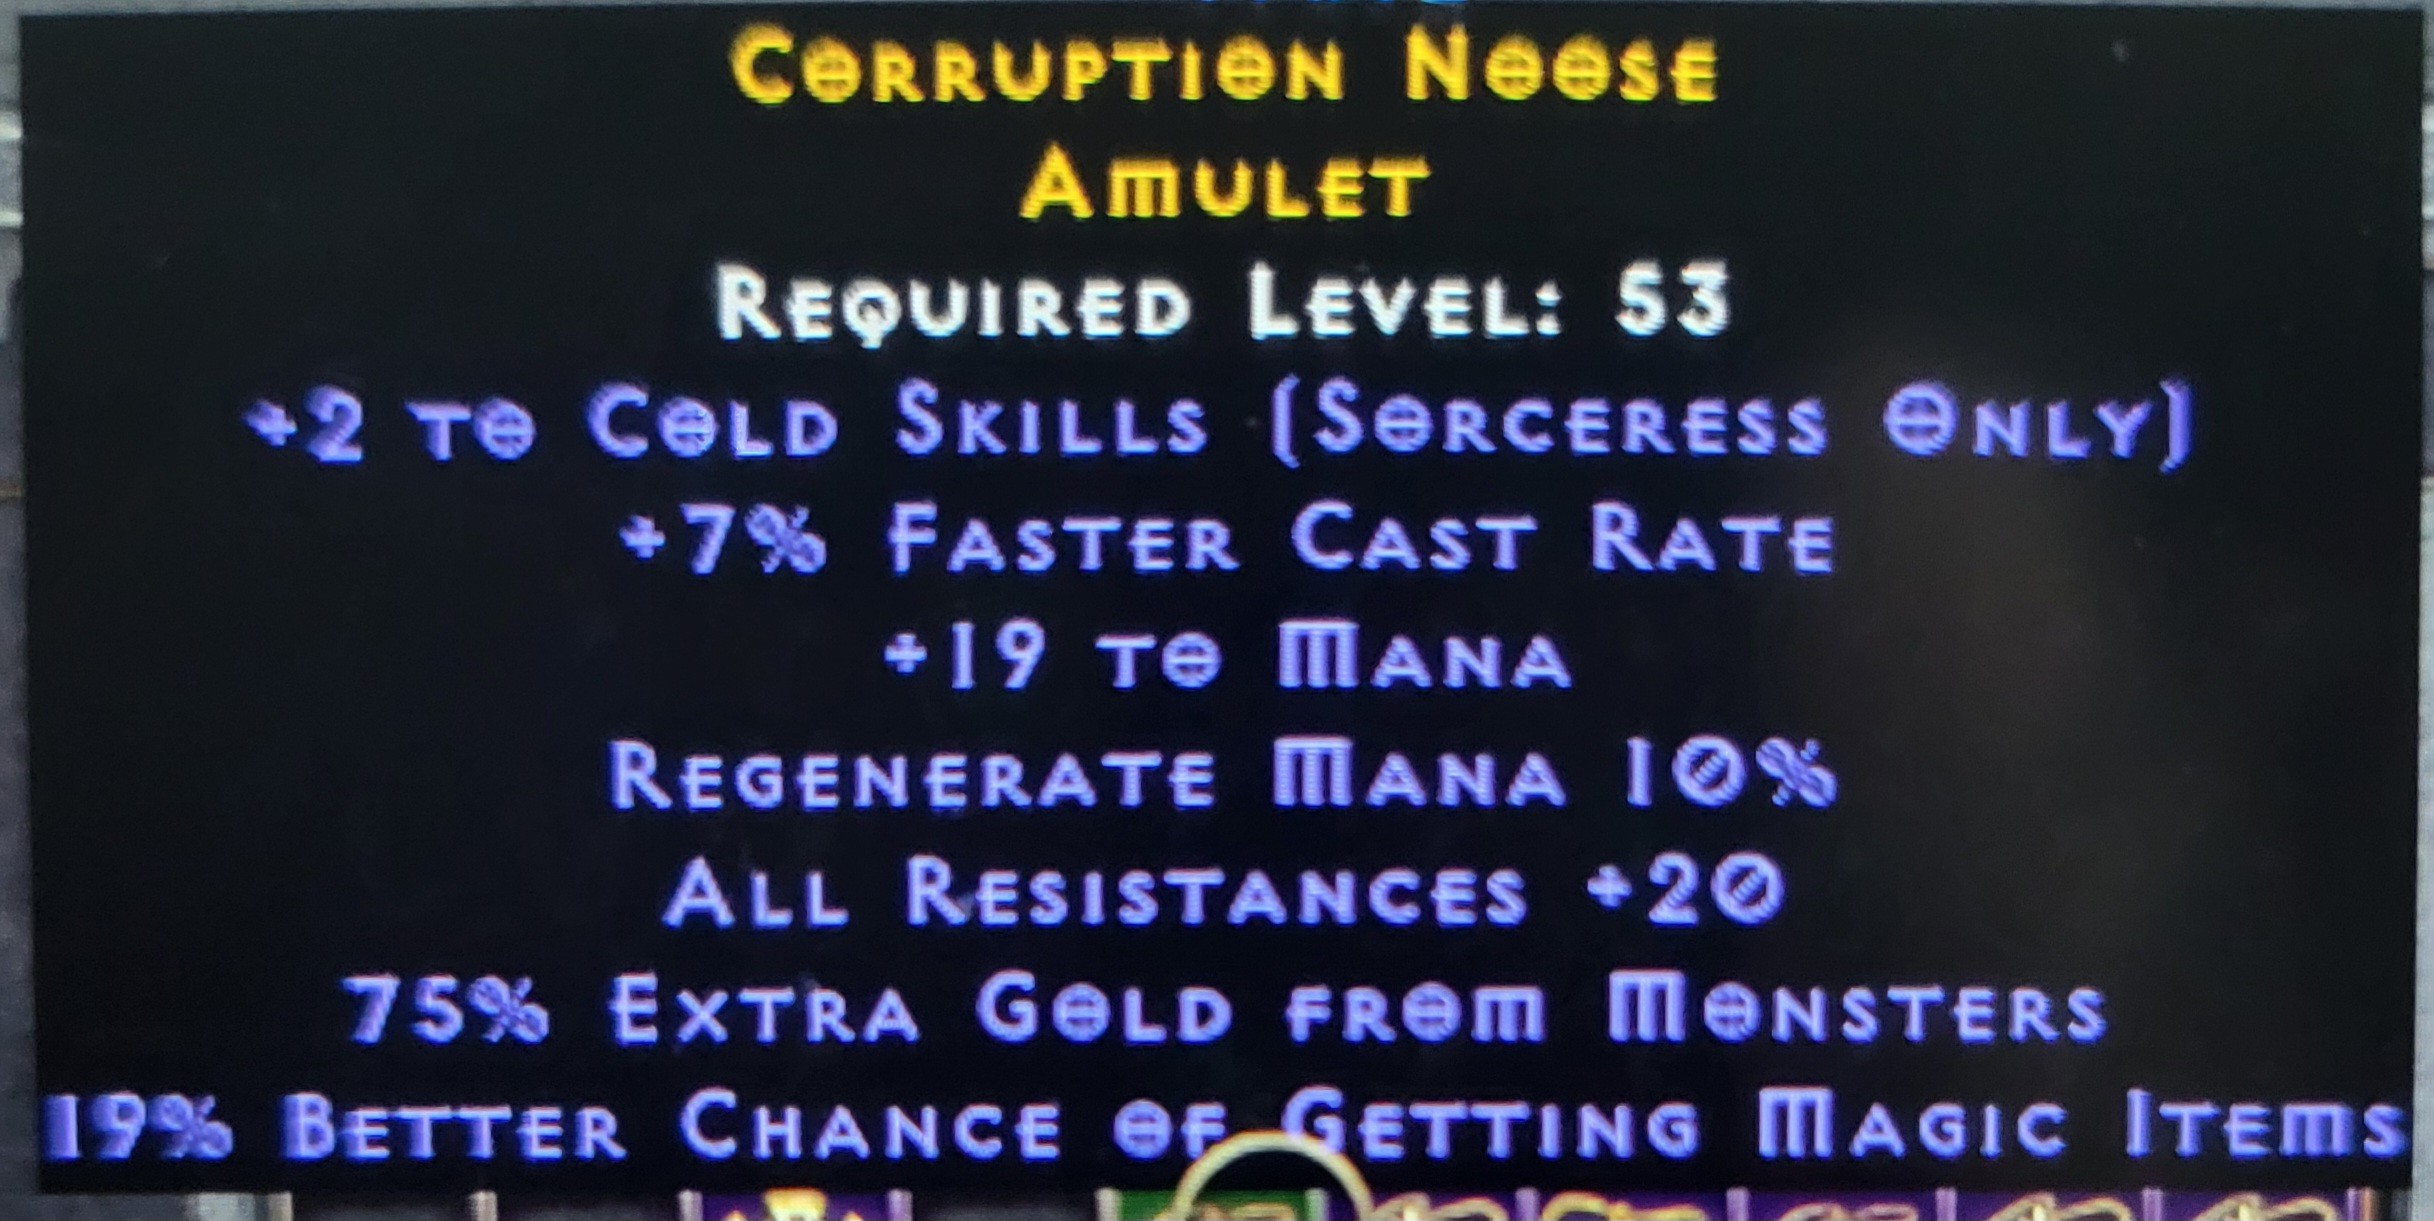 Corruption Noose
Amulet
Required Level: 53
+2 to Cold Skills (Sorceress Only)
+7% Faster Cast Rate
+19 to Mana
Regenerate Mana 10%
All Resistances +20
75% Extra Gold from Monsters
19% Better Chance of Getting Magic Items